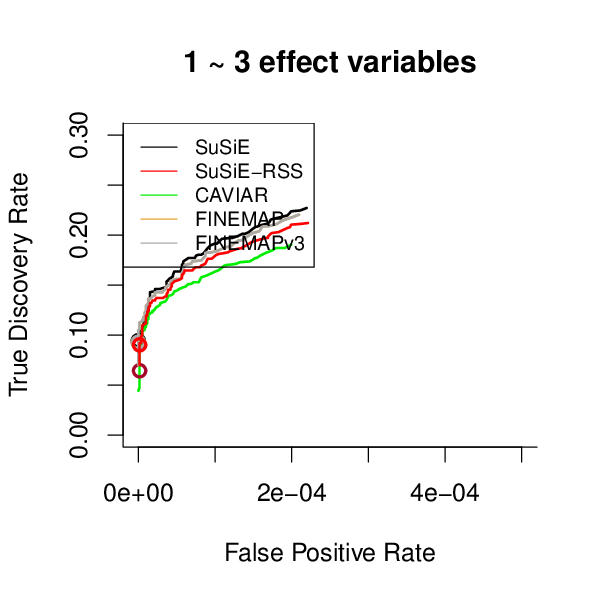 1 ~ 3 effect variables
True Discovery Rate
0.30
0.20
0.10
0.00
SuSiE
SuSiE−RSS
CAVIAR
FINEMAP
FINEMAPv3
0e+00 2e−04 4e−04
False Positive Rate